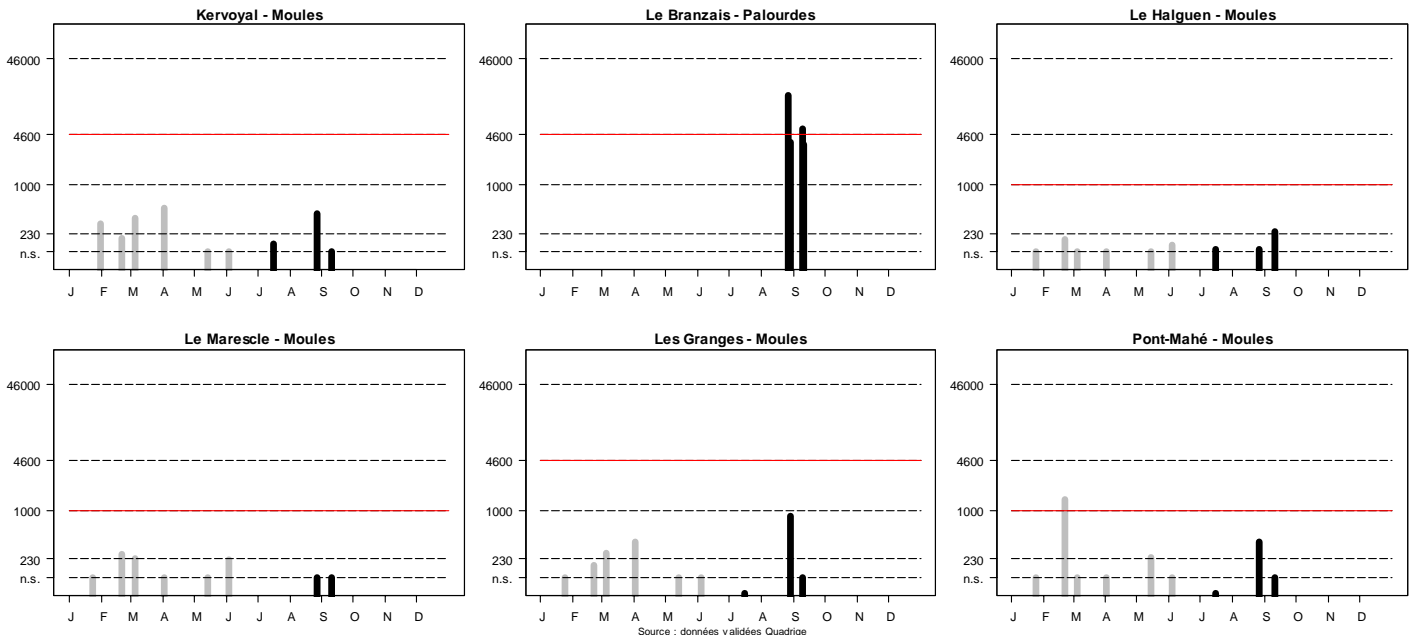 Kervoyal - Moules
46000
4600
1000
230
n.s.
J F M A M J J A S O N D
Le Branzais - Palourdes
46000
4600
1000
230
n.s.
J F M A M J J A S O N D
Le Halguen - Moules
46000
4600
1000
230
n.s.
J F M A M J J A S O N D
Le Marescle - Moules
46000
4600
1000
230
n.s.
J F M A M J J A S O N D
Les Granges - Moules
46000
4600
1000
230
n.s.
J F M A M J J A S O N D
Pont-Mahé - Moules
46000
4600
1000
230
n.s.
J F M A M J J A S O N D
Source : données validées Quadrige